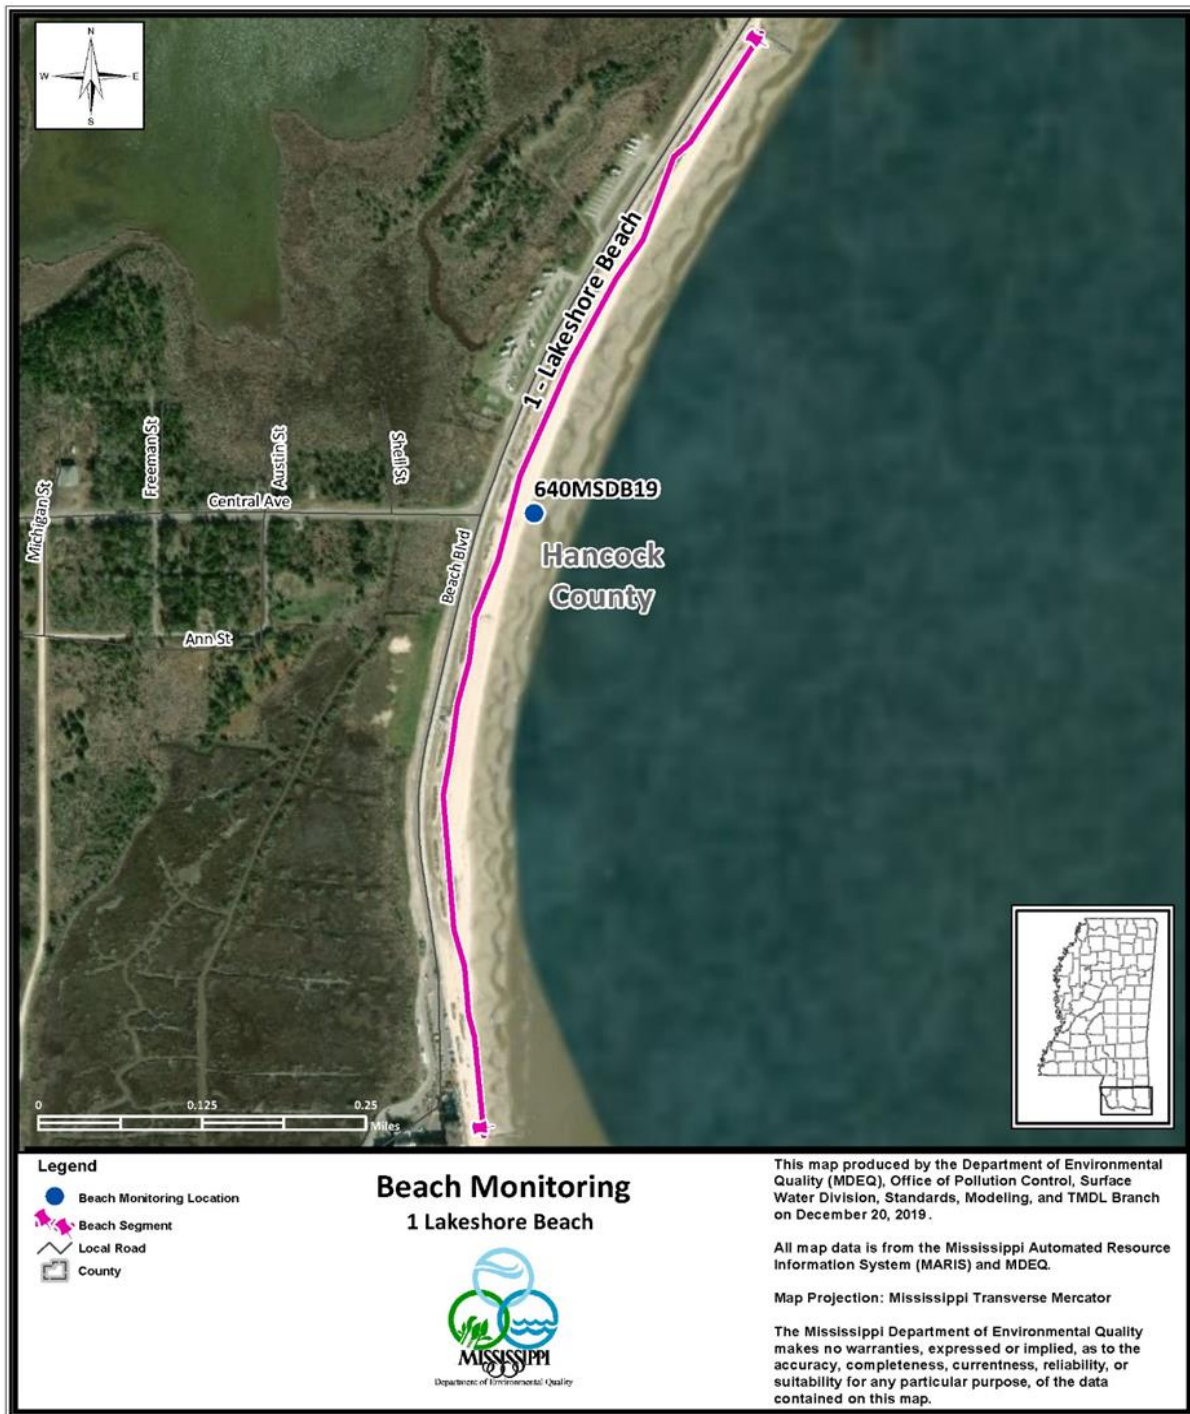 N
W E
S
1 - Lakeshore Beach
640MSDB19
Hancock
County
Michigan St
Freeman St
Austin St
Shell St
Central Ave
Beach Blvd
Ann St
0 0.125 0.25
Miles
Legend
Beach Monitoring Location
Beach Segment
Local Road
County
Beach Monitoring
1 Lakeshore Beach
MISSISSIPPI
Department of Environmental Quality
This map produced by the Department of Environmental
Quality (MDEQ), Office of Pollution Control, Surface
Water Division, Standards, Modeling, and TMDL Branch
on December 20, 2019.
All map data is from the Mississippi Automated Resource
Information System (MARIS) and MDEQ.
Map Projection: Mississippi Transverse Mercator
The Mississippi Department of Environmental Quality
makes no warranties, expressed or implied, as to the
accuracy, completeness, currentness, reliability, or
suitability for any particular purpose, of the data
contained on this map.